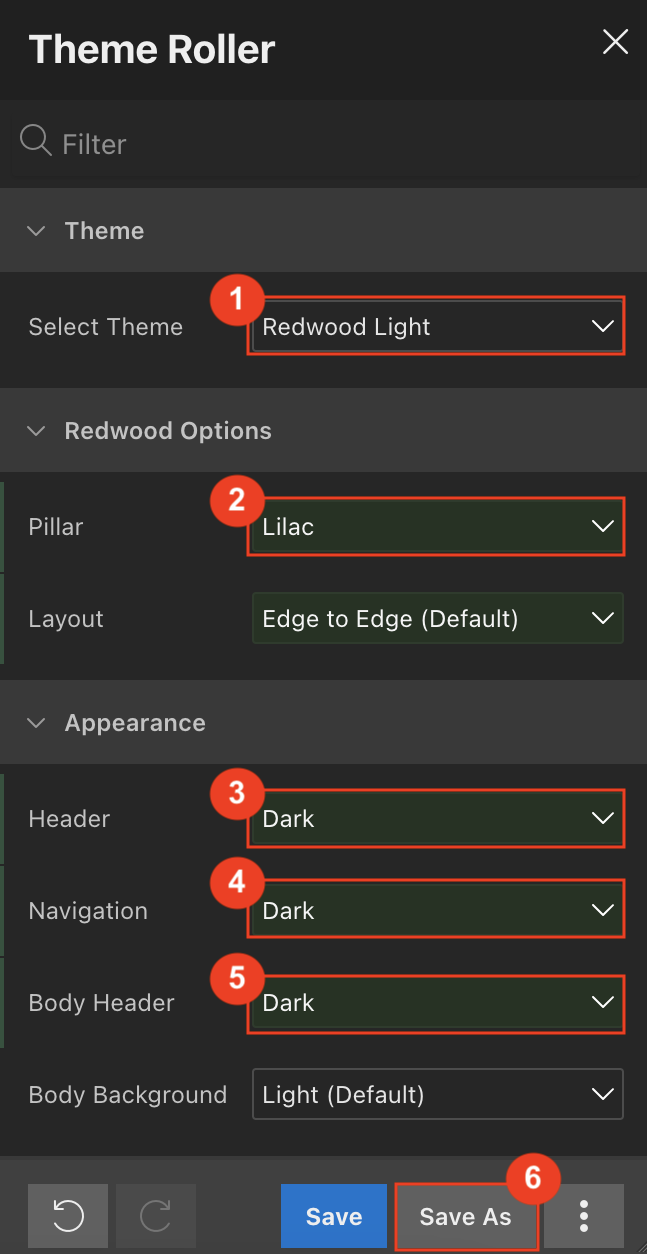 Theme Roller
Filter
Theme
1
Select Theme Redwood Light
Redwood Options
2
Pillar Lilac
Layout Edge to Edge (Default)
Appearance
3
Header Dark
4
Navigation Dark
5
Body Header Dark
Body Background Light (Default)
6
Save Save As